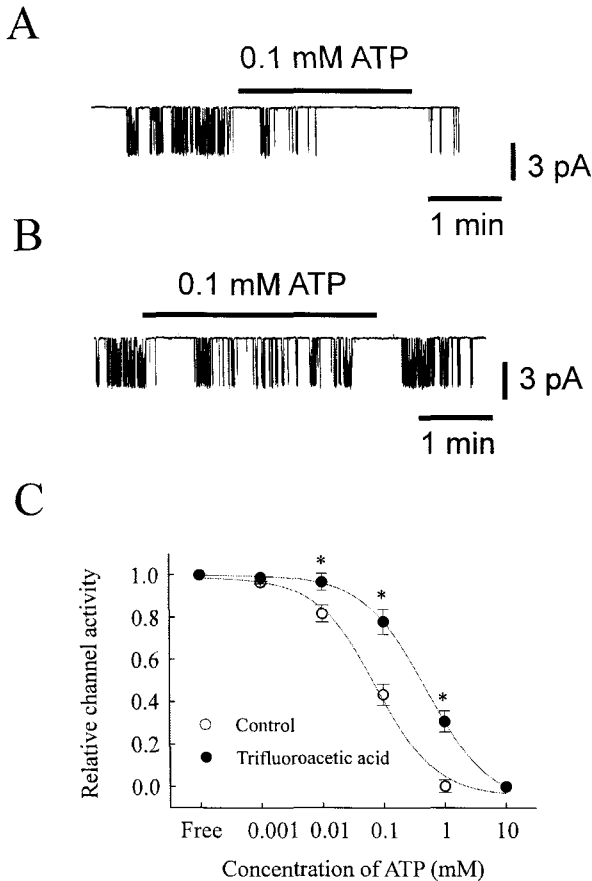 A
0.1 mM ATP
3 pA
1 min
B
0.1 mM ATP
3 pA
1 min
C
Relative channel activity
1.0
0.8
0.6
0.4
0.2
0.0
*
*
*
Control
Trifluoroacetic acid
Free 0.001 0.01 0.1 1 10
Concentration of ATP (mM)